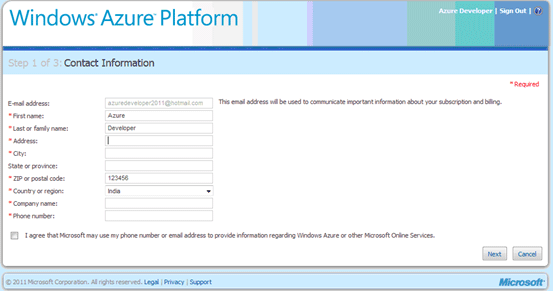 Windows Azure Platform
Azure Developer | Sign Out | ?
Step 1 of 3: Contact Information
* Required
E-mail address: azuredeveloper2011@hotmail.com This email address will be used to communicate important information about your subscription and billing.
* First name: Azure
* Last or family name: Developer
* Address:
* City:
State or province:
* ZIP or postal code: 123456
* Country or region: India
* Company name:
* Phone number:
I agree that Microsoft may use my phone number or email address to provide information regarding Windows Azure or other Microsoft Online Services.
Next Cancel
© 2011 Microsoft Corporation. All rights reserved. Legal | Privacy | Support Microsoft